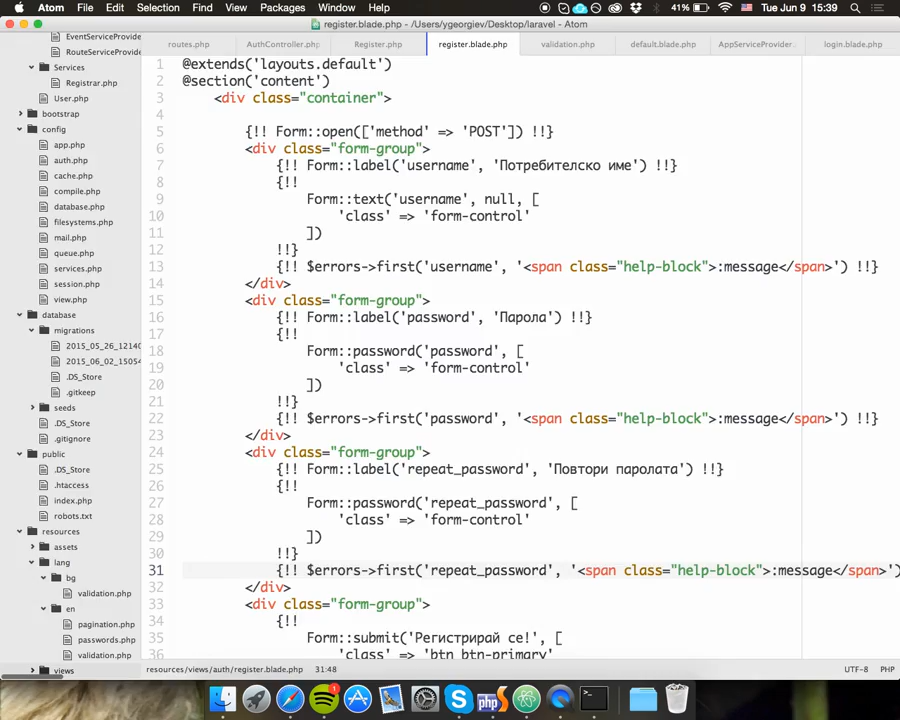 Atom File Edit Selection Find View Packages Window Help 41% Tue Jun 9 15:39
register.blade.php - /Users/ygeorgiev/Desktop/laravel - Atom
routes.php AuthController.php Register.php register.blade.php validation.php default.blade.php AppServiceProvider. login.blade.php
EventServiceProvide
RouteServiceProvide
Services
Registrar.php
User.php
bootstrap
config
app.php
auth.php
cache.php
compile.php
database.php
filesystems.php
mail.php
queue.php
services.php
session.php
view.php
database
migrations
2015_05_26_12140
2015_06_02_15054
.DS_Store
.gitkeep
seeds
.DS_Store
.gitignore
public
.DS_Store
.htaccess
index.php
robots.txt
resources
assets
lang
bg
validation.php
en
pagination.php
passwords.php
validation.php
views
1 @extends('layouts.default')
2 @section('content')
3 <div class="container">
4
5 {!! Form::open(['method' => 'POST']) !!}
6 <div class="form-group">
7 {!! Form::label('username', 'Потребителско име') !!}
8 {!!
9 Form::text('username', null, [
10 'class' => 'form-control'
11 ])
12 !!}
13 {!! $errors->first('username', '<span class="help-block">:message</span>') !!}
14 </div>
15 <div class="form-group">
16 {!! Form::label('password', 'Парола') !!}
17 {!!
18 Form::password('password', [
19 'class' => 'form-control'
20 ])
21 !!}
22 {!! $errors->first('password', '<span class="help-block">:message</span>') !!}
23 </div>
24 <div class="form-group">
25 {!! Form::label('repeat_password', 'Повтори паролата') !!}
26 {!!
27 Form::password('repeat_password', [
28 'class' => 'form-control'
29 ])
30 !!}
31 {!! $errors->first('repeat_password', '<span class="help-block">:message</span>')
32 </div>
33 <div class="form-group">
34 {!!
35 Form::submit('Регистрирай се!', [
36 'class' => 'btn btn-primary'
resources/views/auth/register.blade.php 31:48 UTF-8 PHP
php